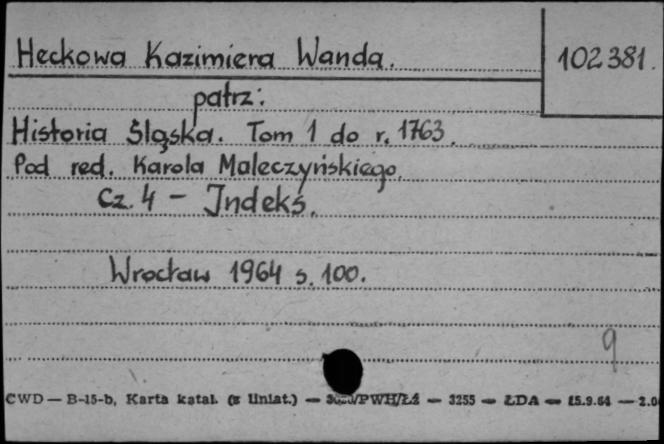 Heckowa Kazimiera Wanda.
102381.
patrz:
Historia Śląska. Tom 1 do r. 1763.
Pod red. Karola Maleczyńskiego.
Cz. 4 – Indeks.
Wrocław 1964 s. 100.
9
CWD — B-15-b, Karta katal. (z liniat.) — /PWH/Łź — 3255 — ŁDA — 15.9.64 — 2.0